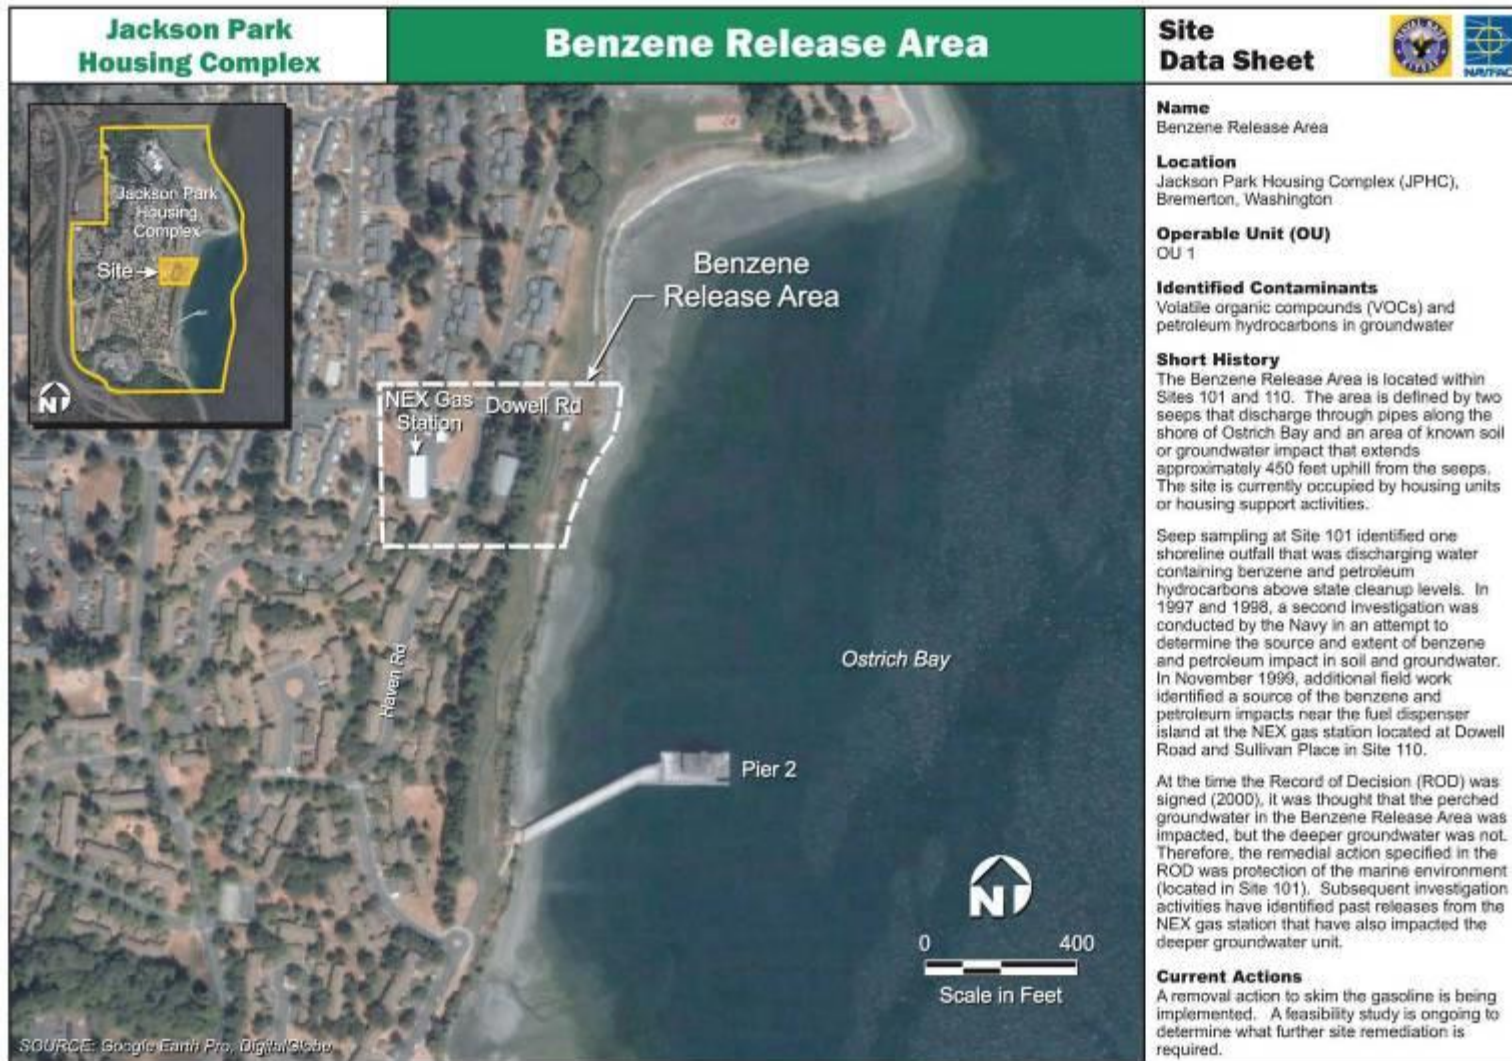 Jackson Park
Housing Complex
Benzene Release Area
Site
Data Sheet
NAVFAC
Jackson Park
Housing
Complex
Site
N
Benzene
Release Area
NEX Gas
Station
Dowell Rd
Haven Rd
Ostrich Bay
Pier 2
N
0 400
Scale in Feet
SOURCE: Google Earth Pro, DigitalGlobe
Name
Benzene Release Area
Location
Jackson Park Housing Complex (JPHC),
Bremerton, Washington
Operable Unit (OU)
OU 1
Identified Contaminants
Volatile organic compounds (VOCs) and
petroleum hydrocarbons in groundwater
Short History
The Benzene Release Area is located within
Sites 101 and 110. The area is defined by two
seeps that discharge through pipes along the
shore of Ostrich Bay and an area of known soil
or groundwater impact that extends
approximately 450 feet uphill from the seeps.
The site is currently occupied by housing units
or housing support activities.
Seep sampling at Site 101 identified one
shoreline outfall that was discharging water
containing benzene and petroleum
hydrocarbons above state cleanup levels. In
1997 and 1998, a second investigation was
conducted by the Navy in an attempt to
determine the source and extent of benzene
and petroleum impact in soil and groundwater.
In November 1999, additional field work
identified a source of the benzene and
petroleum impacts near the fuel dispenser
island at the NEX gas station located at Dowell
Road and Sullivan Place in Site 110.
At the time the Record of Decision (ROD) was
signed (2000), it was thought that the perched
groundwater in the Benzene Release Area was
impacted, but the deeper groundwater was not.
Therefore, the remedial action specified in the
ROD was protection of the marine environment
(located in Site 101). Subsequent investigation
activities have identified past releases from the
NEX gas station that have also impacted the
deeper groundwater unit.
Current Actions
A removal action to skim the gasoline is being
implemented. A feasibility study is ongoing to
determine what further site remediation is
required.